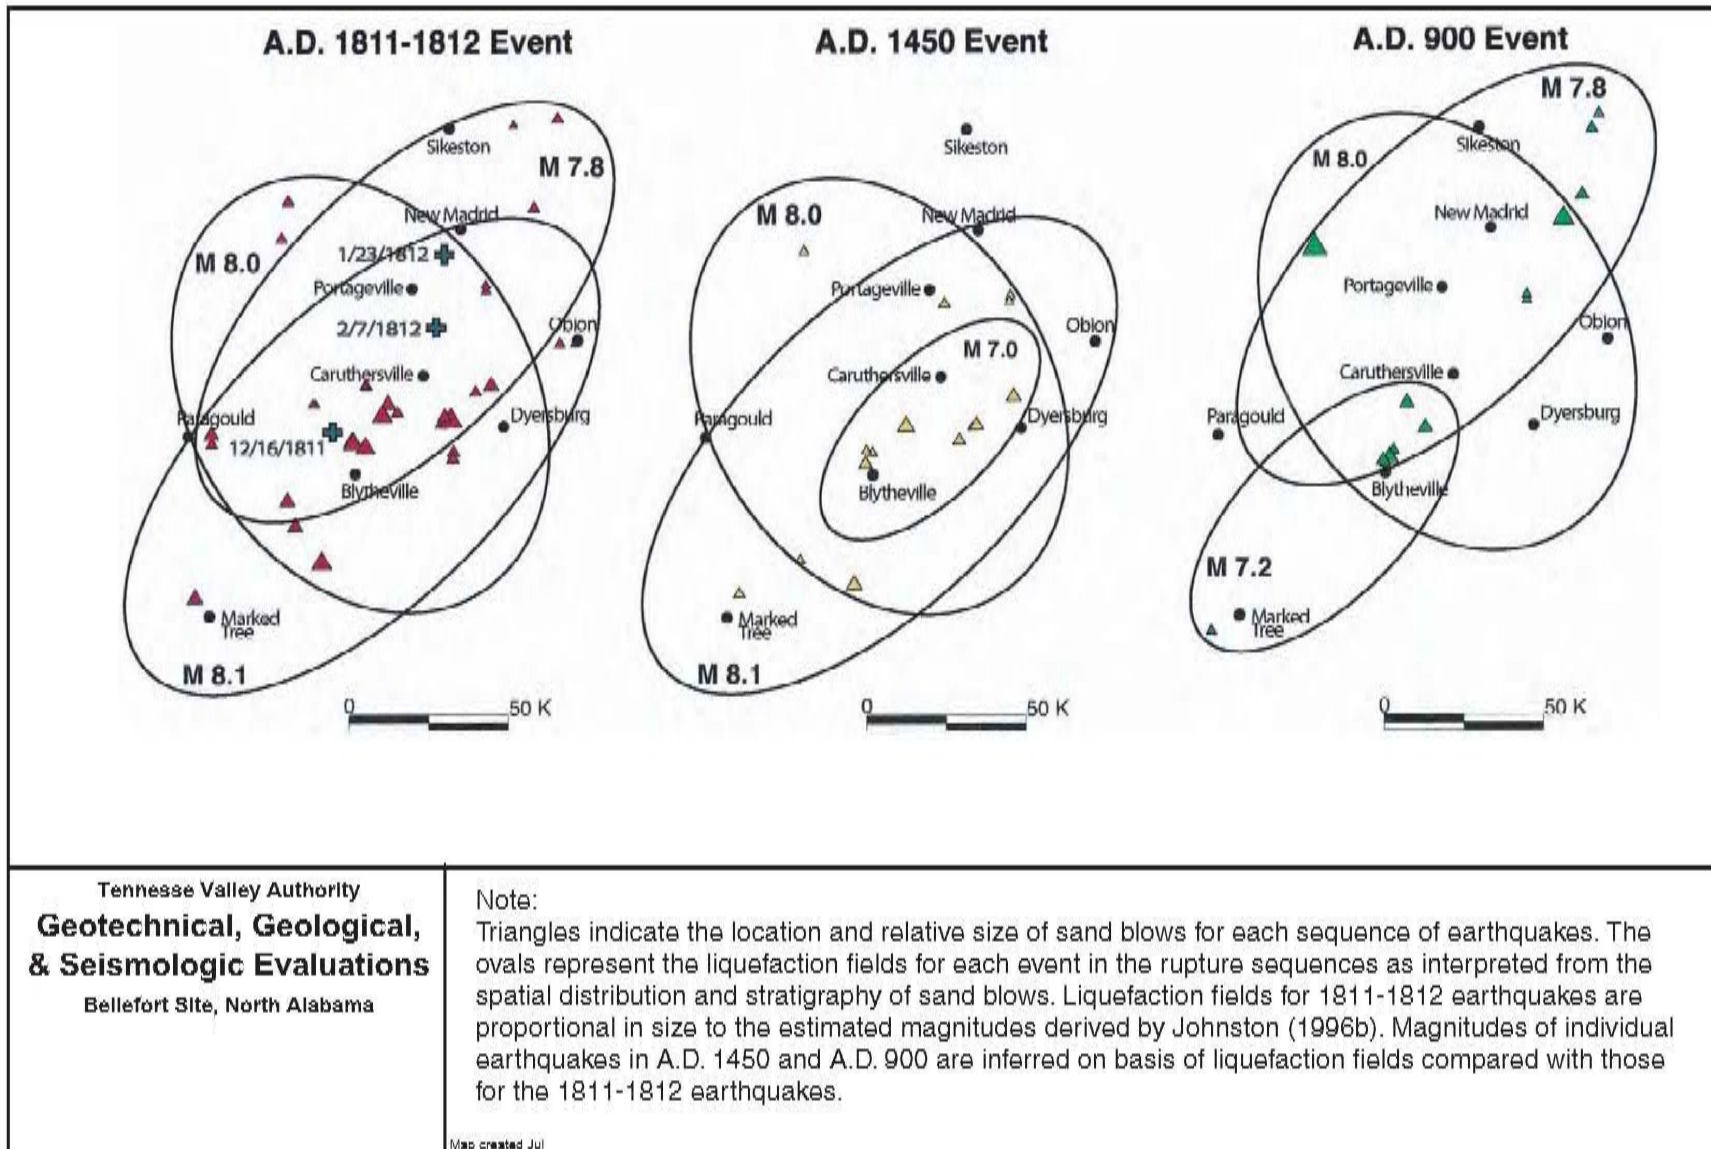 A.D. 1811-1812 Event
Sikeston
M 7.8
New Madrid
M 8.0
1/23/1812
Portageville
2/7/1812
Obion
Caruthersville
Paragould
Dyersburg
12/16/1811
Blytheville
Marked
Tree
M 8.1
0 50 K
A.D. 1450 Event
Sikeston
M 8.0
New Madrid
Portageville
Obion
M 7.0
Caruthersville
Paragould
Dyersburg
Blytheville
Marked
Tree
M 8.1
0 50 K
A.D. 900 Event
M 7.8
Sikeston
M 8.0
New Madrid
Portageville
Obion
Caruthersville
Paragould
Dyersburg
Blytheville
M 7.2
Marked
Tree
0 50 K
Tennesse Valley Authority
Geotechnical, Geological,
& Seismologic Evaluations
Bellefort Site, North Alabama
Note:
Triangles indicate the location and relative size of sand blows for each sequence of earthquakes. The
ovals represent the liquefaction fields for each event in the rupture sequences as interpreted from the
spatial distribution and stratigraphy of sand blows. Liquefaction fields for 1811-1812 earthquakes are
proportional in size to the estimated magnitudes derived by Johnston (1996b). Magnitudes of individual
earthquakes in A.D. 1450 and A.D. 900 are inferred on basis of liquefaction fields compared with those
for the 1811-1812 earthquakes.
Map created Jul